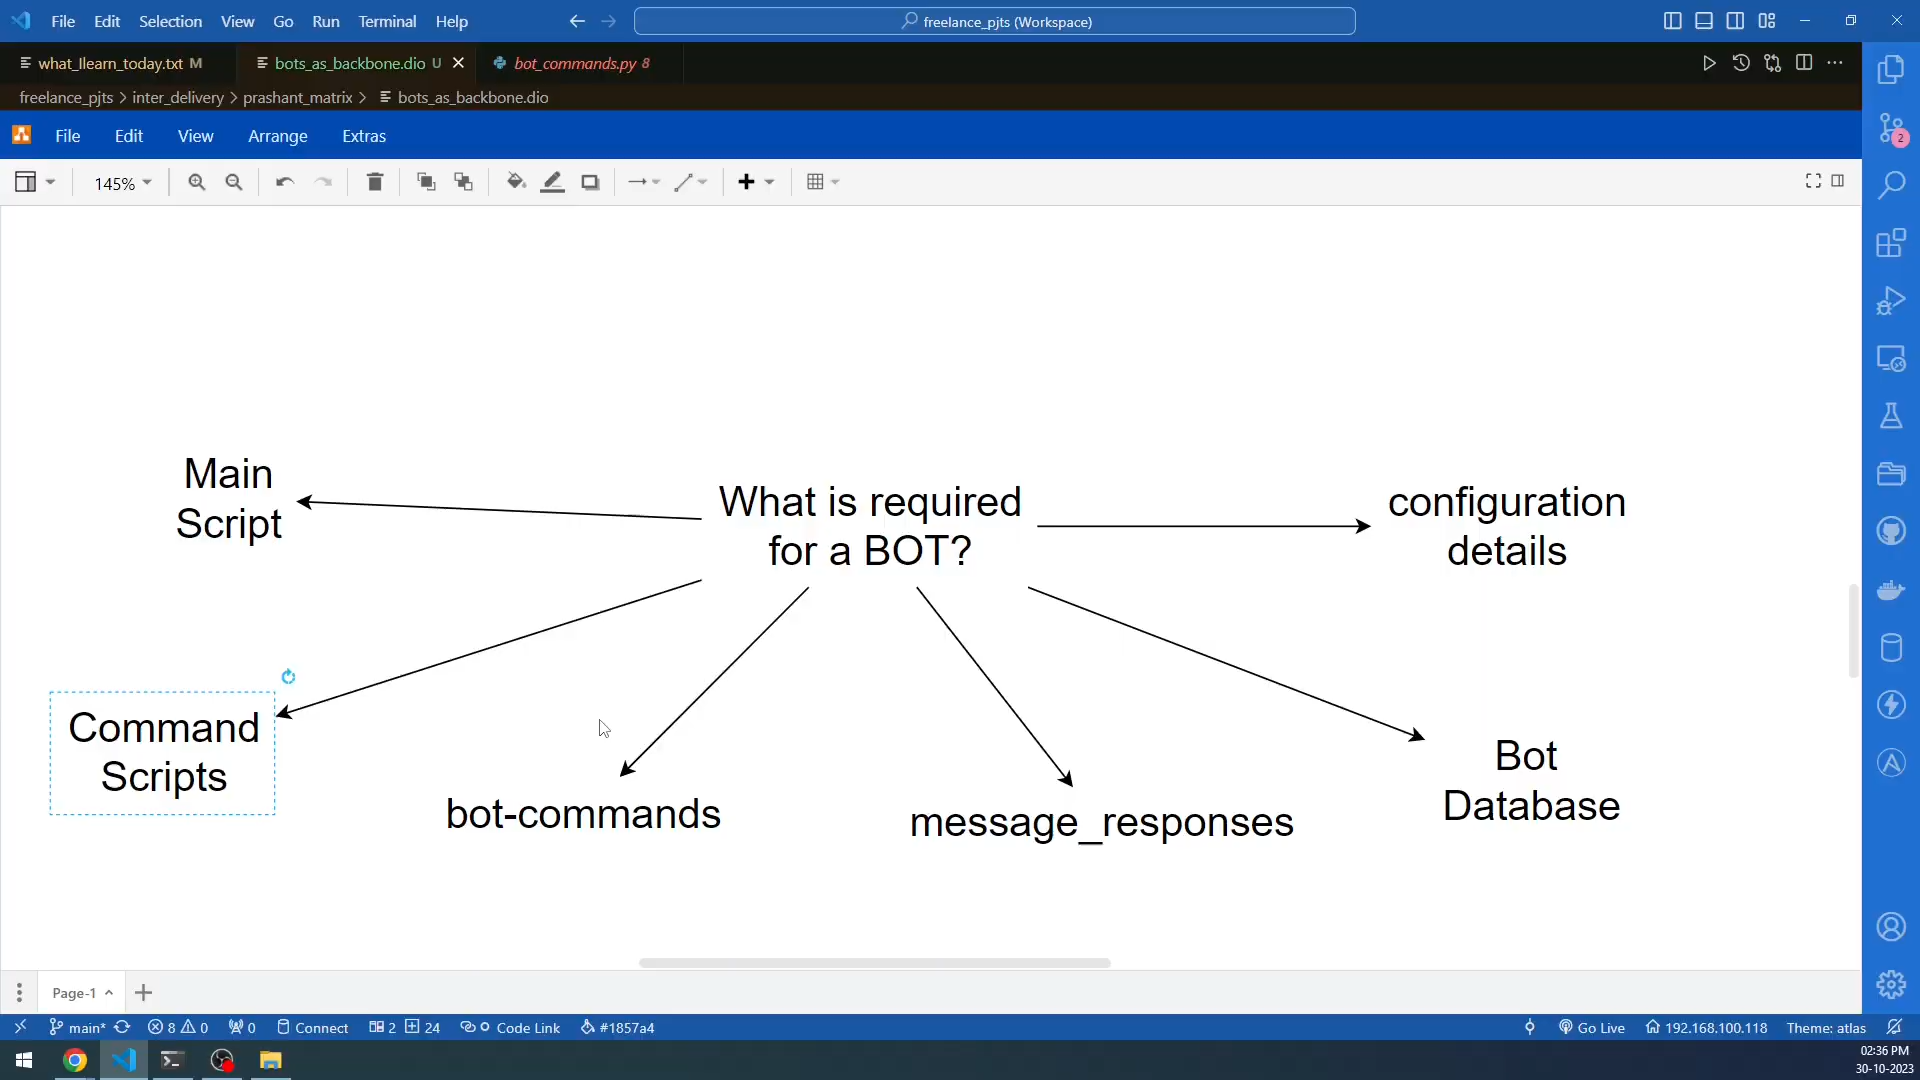 File Edit Selection View Go Run Terminal Help
freelance_pjts (Workspace)
what_Ilearn_today.txt M
bots_as_backbone.dio U
bot_commands.py 8
freelance_pjts > inter_delivery > prashant_matrix > bots_as_backbone.dio
File Edit View Arrange Extras
145%
2
Main
Script
What is required
for a BOT?
configuration
details
Command
Scripts
bot-commands
message_responses
Bot
Database
Page-1
main* 8 0 0 Connect 2 24 Code Link #1857a4
Go Live 192.168.100.118 Theme: atlas
02:36 PM
30-10-2023